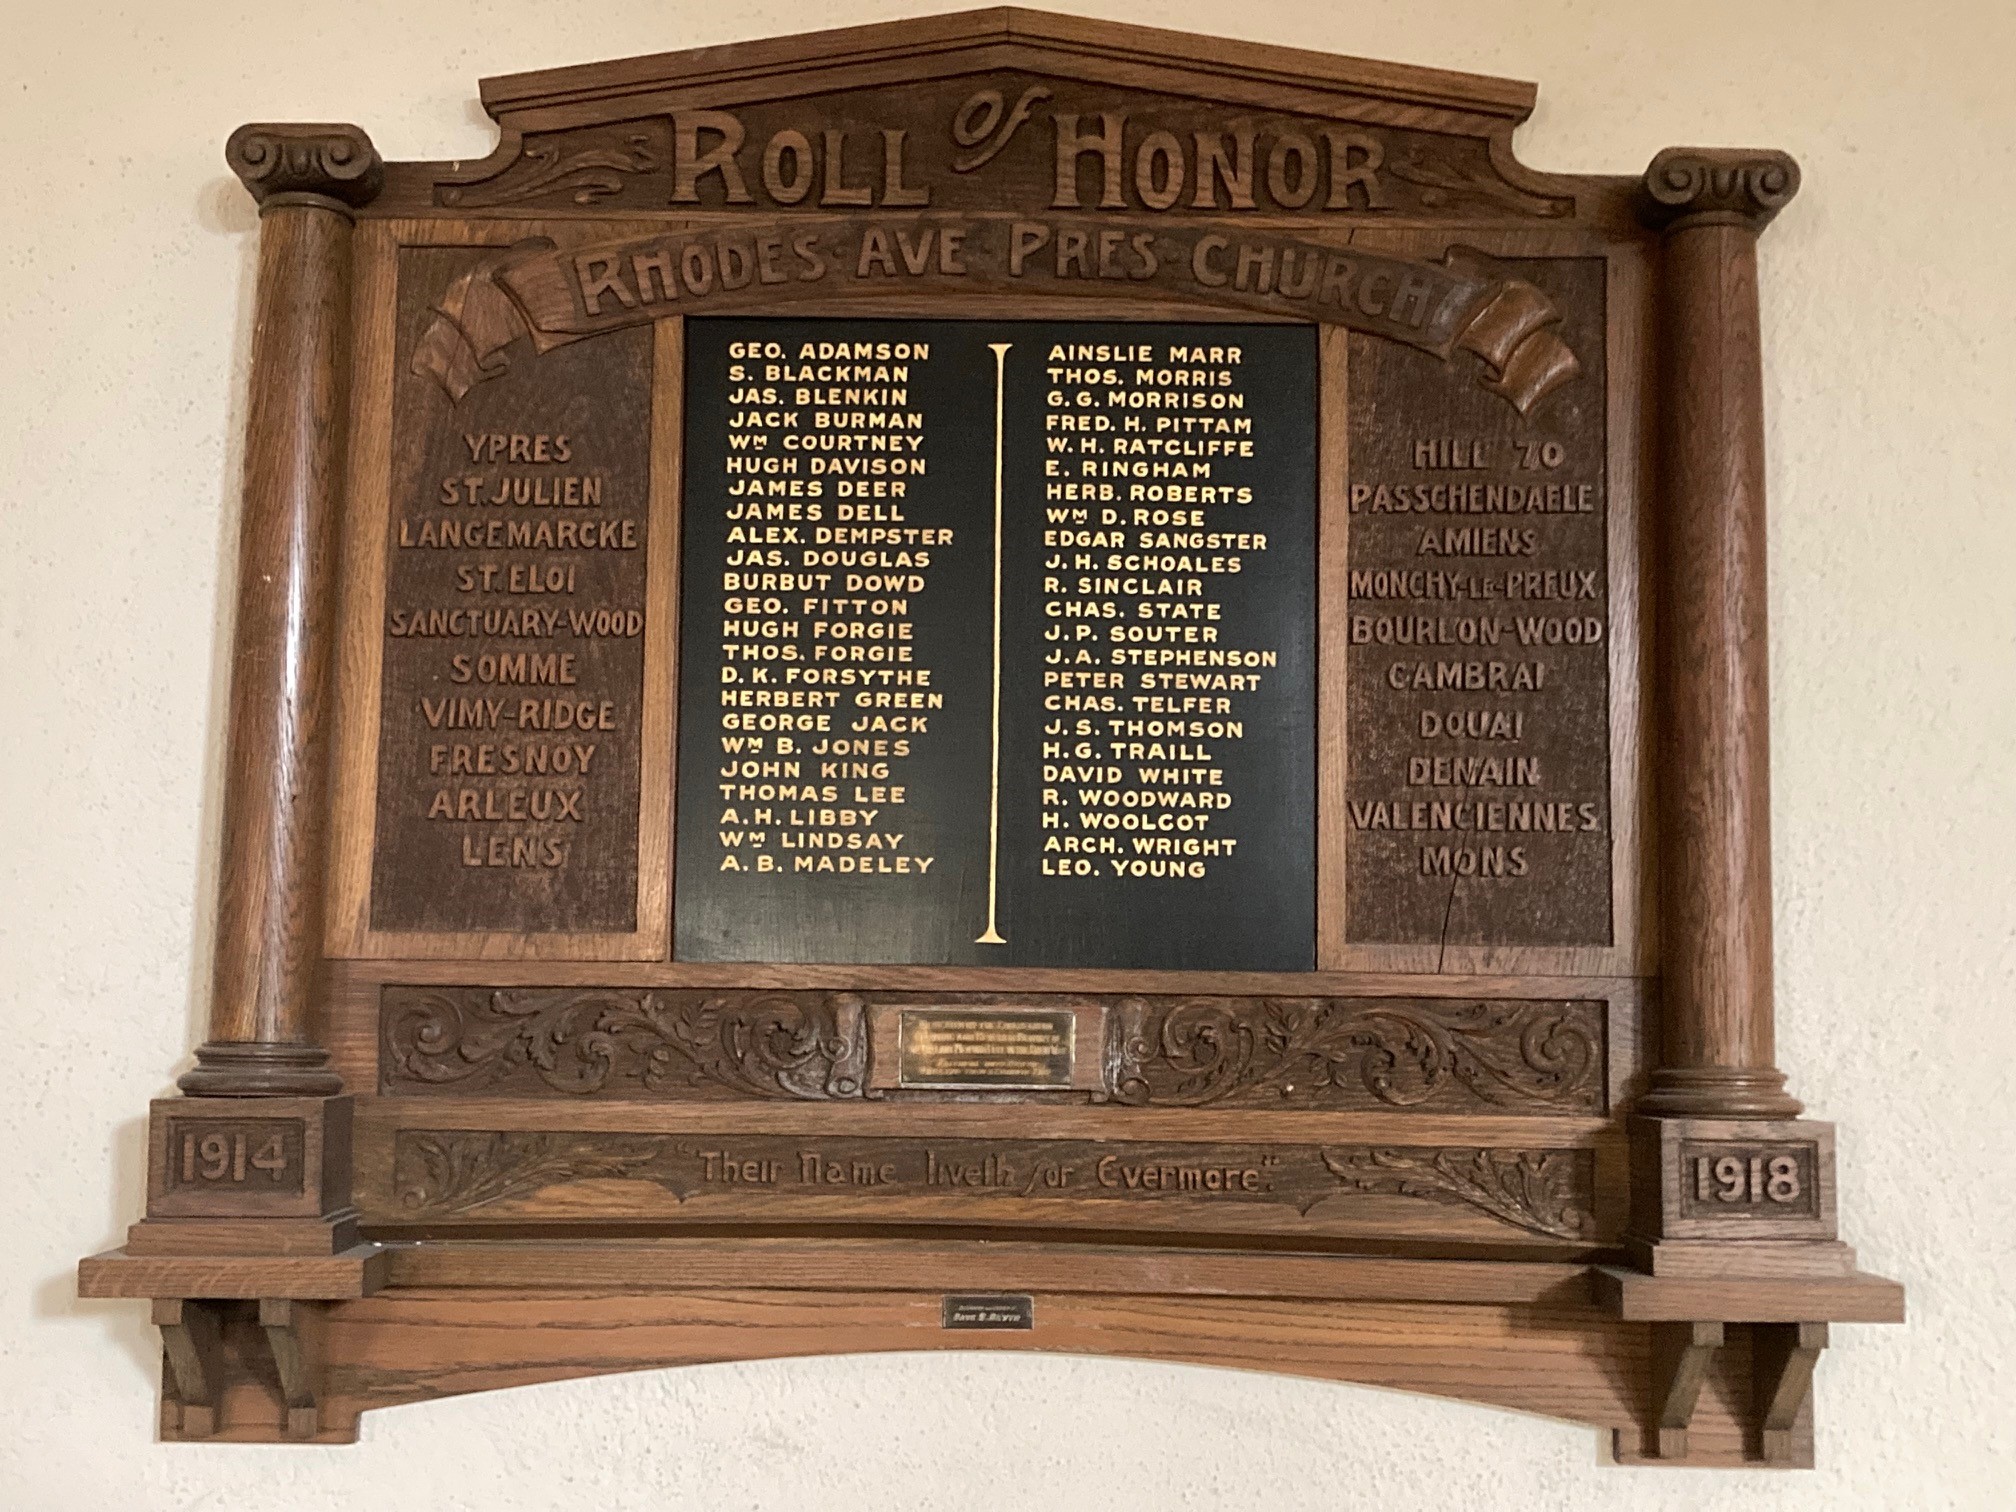 ROLL of HONOR
RHODES·AVE·PRES·CHURCH
YPRES
ST.JULIEN
LANGEMARCKE
ST.ELOI
SANCTUARY-WOOD
SOMME
VIMY-RIDGE
FRESNOY
ARLEUX
LENS
GEO. ADAMSON
S. BLACKMAN
JAS. BLENKIN
JACK BURMAN
WM COURTNEY
HUGH DAVISON
JAMES DEER
JAMES DELL
ALEX. DEMPSTER
JAS. DOUGLAS
BURBUT DOWD
GEO. FITTON
HUGH FORGIE
THOS. FORGIE
D. K. FORSYTHE
HERBERT GREEN
GEORGE JACK
WM B. JONES
JOHN KING
THOMAS LEE
A. H. LIBBY
WM LINDSAY
A. B. MADELEY
AINSLIE MARR
THOS. MORRIS
G. G. MORRISON
FRED. H. PITTAM
W. H. RATCLIFFE
E. RINGHAM
HERB. ROBERTS
WM D. ROSE
EDGAR SANGSTER
J. H. SCHOALES
R. SINCLAIR
CHAS. STATE
J. P. SOUTER
J. A. STEPHENSON
PETER STEWART
CHAS. TELFER
J. S. THOMSON
H. G. TRAILL
DAVID WHITE
R. WOODWARD
H. WOOLCOT
ARCH. WRIGHT
LEO. YOUNG
HILL 70
PASSCHENDAELE
AMIENS
MONCHY-LE-PREUX
BOURLON-WOOD
CAMBRAI
DOUAI
DENAIN
VALENCIENNES
MONS
1914
"Their Name liveth for Evermore."
1918